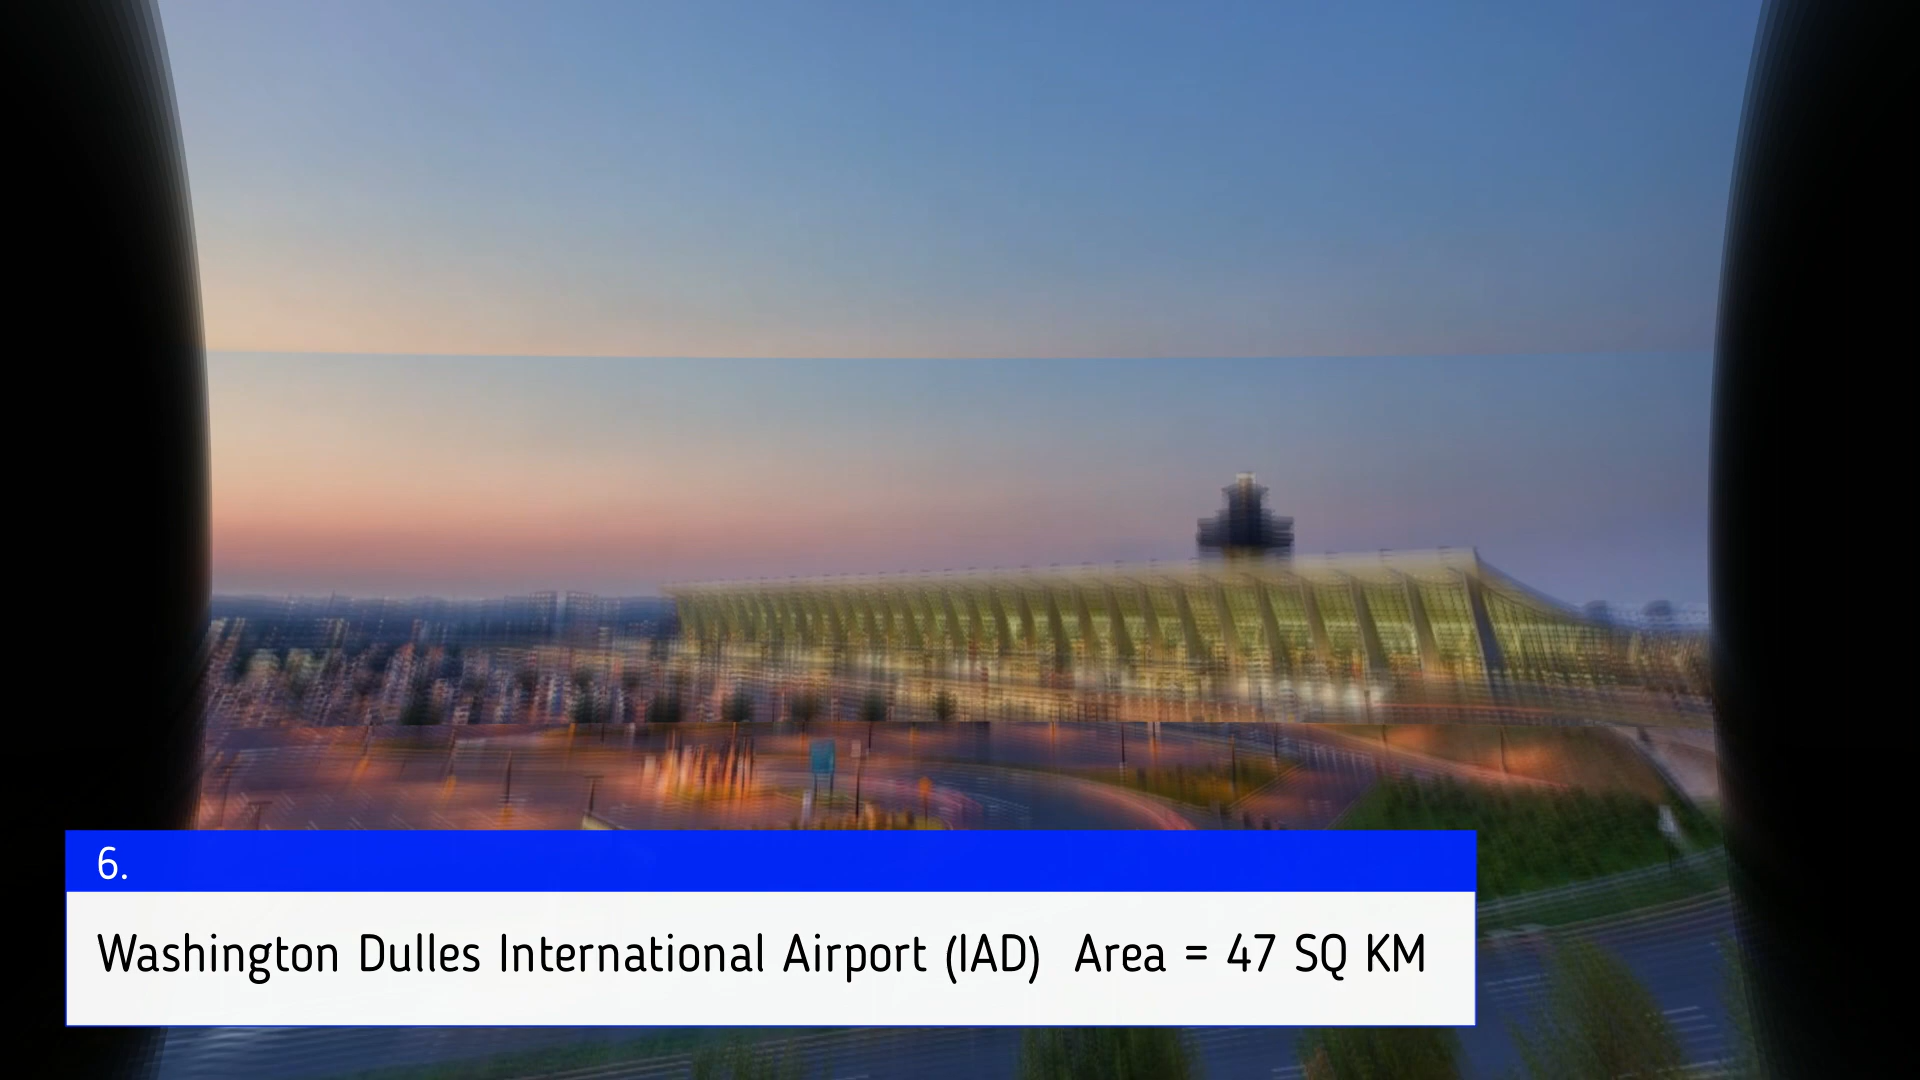 6.
Washington Dulles International Airport (IAD)  Area = 47 SQ KM